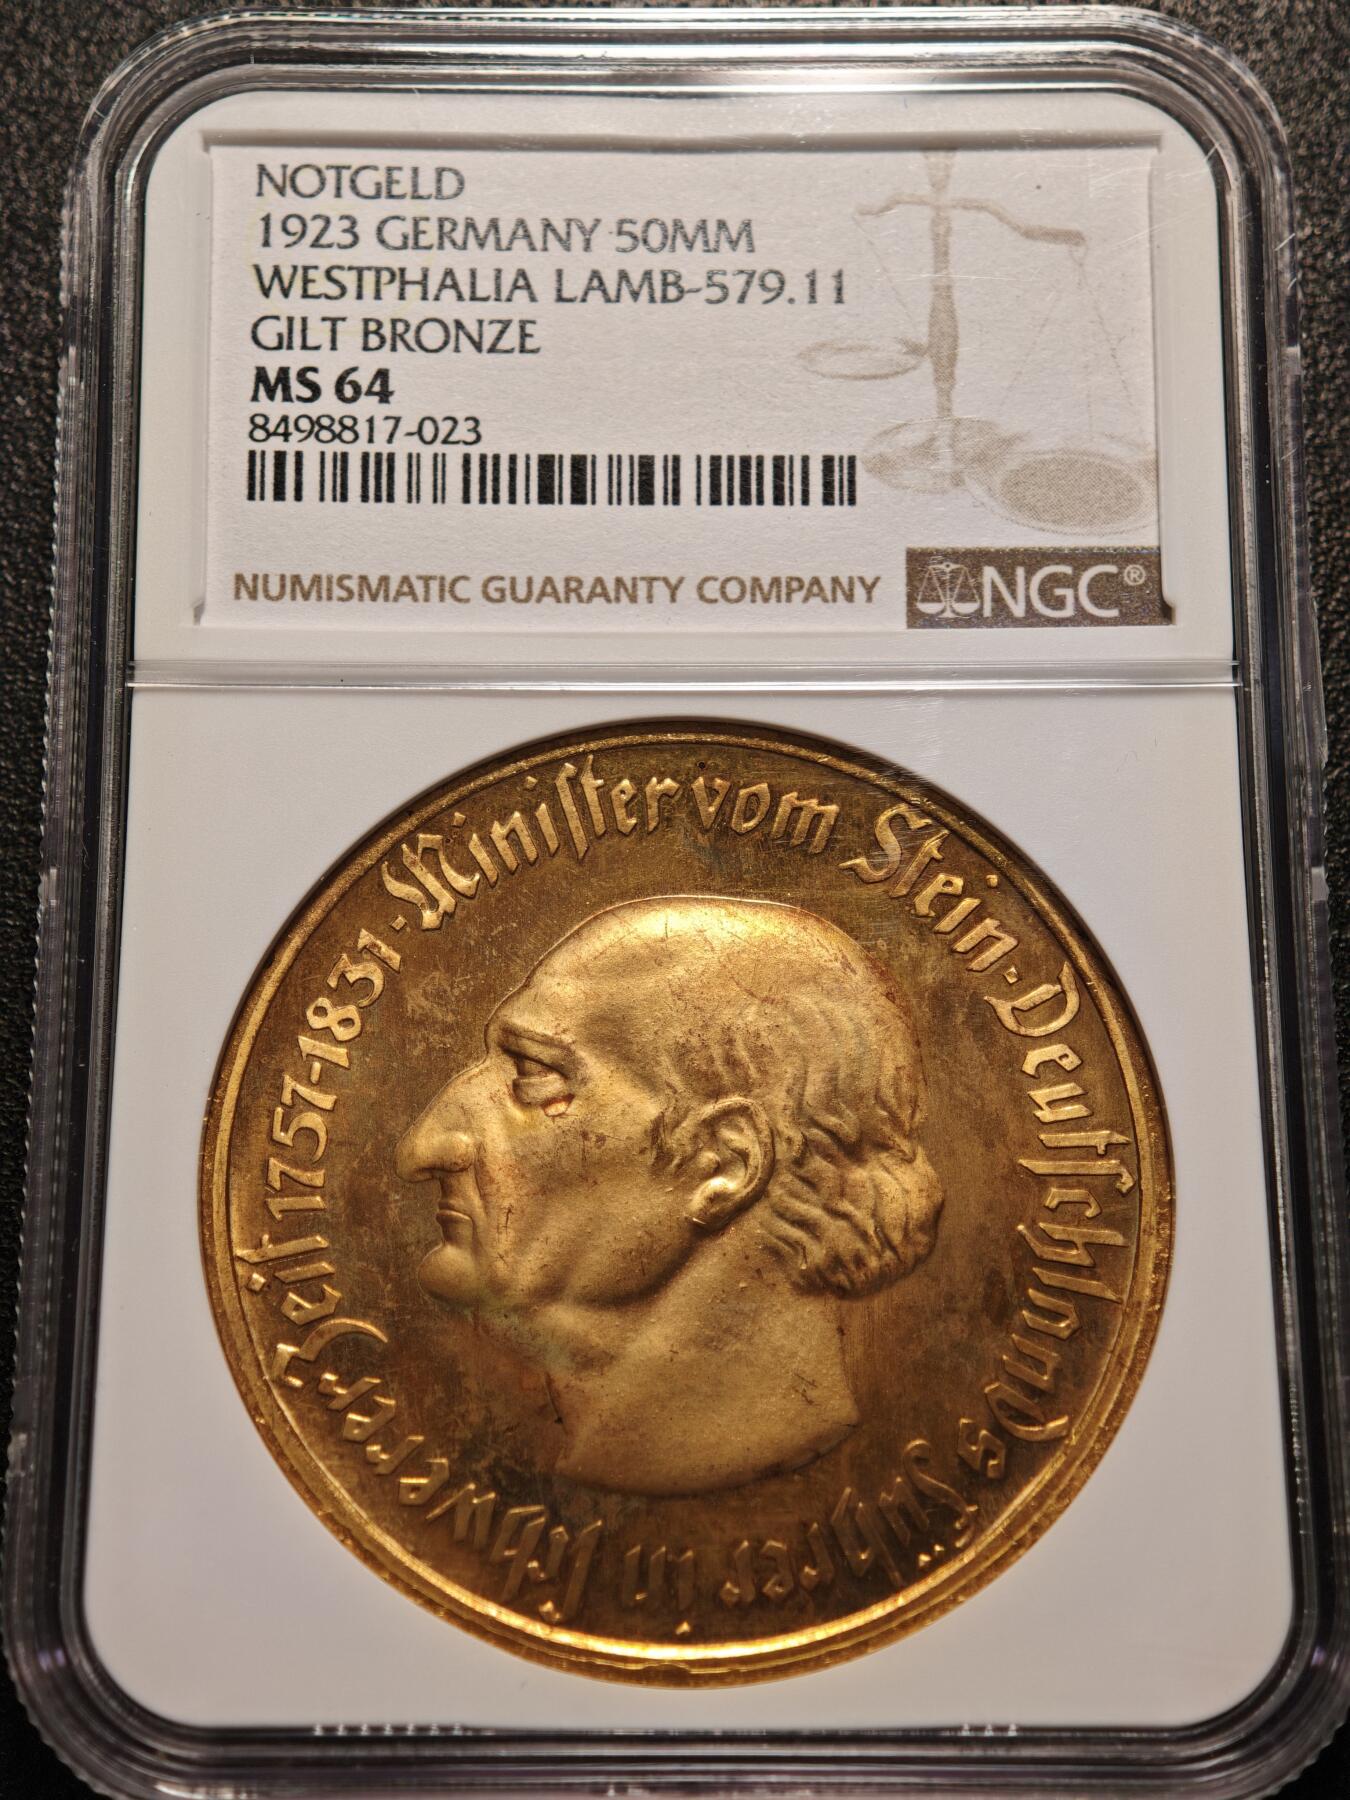 NOTGELD
1923 GERMANY 50MM
WESTPHALIA LAMB-579.11
GILT BRONZE
MS 64
8498817-023
NUMISMATIC GUARANTY COMPANY
NGC®
Minister vom Stein · Deutschlands Führer in schwerer Zeit 1757-1831 ·